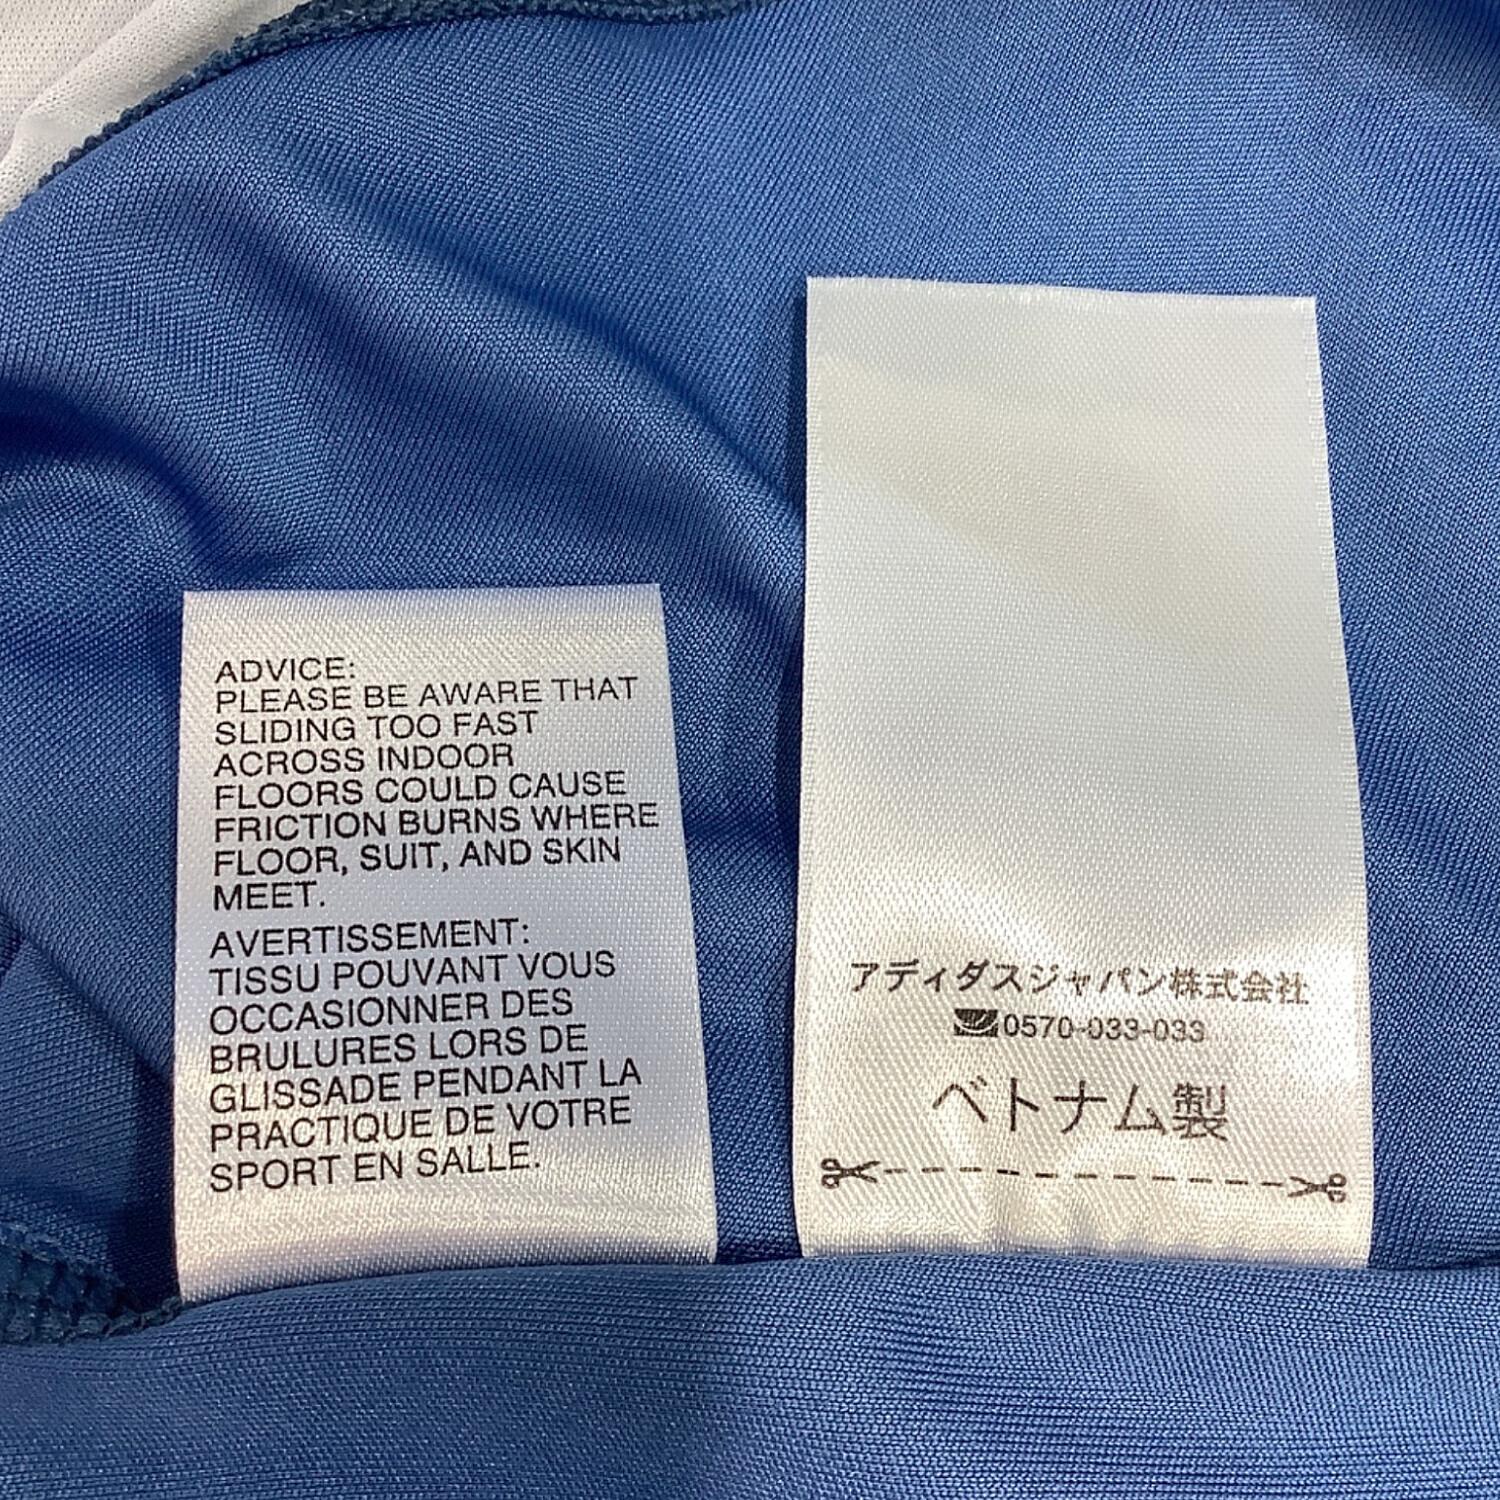 ADVICE:
PLEASE BE AWARE THAT
SLIDING TOO FAST
ACROSS INDOOR
FLOORS COULD CAUSE
FRICTION BURNS WHERE
FLOOR, SUIT, AND SKIN
MEET.
AVERTISSEMENT:
TISSU POUVANT VOUS
OCCASIONNER DES
BRULURES LORS DE
GLISSADE PENDANT LA
PRACTIQUE DE VOTRE
SPORT EN SALLE.
アディダスジャパン株式会社
0570-033-033
ベトナム製